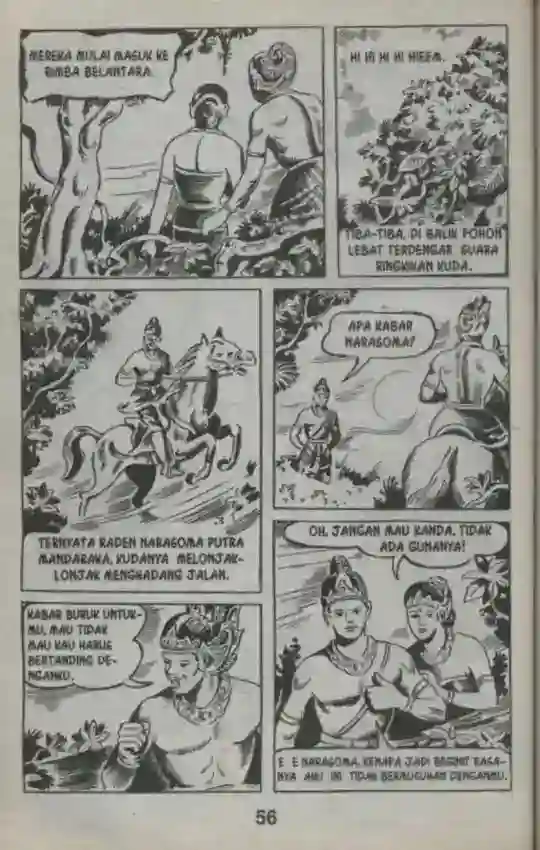 MEREKA MULAI MASUK KE
RIMBA BELANTARA.
HI HI HI HI HIEEM.
TIBA-TIBA, DI BALIK POHON
LEBAT TERDENGAR SUARA
RINGKIKAN KUDA.
TERNYATA RADEN NARASOMA PUTRA
MANDARAKA, KUDANYA MELONJAK-
LONJAK MENGHADANG JALAN.
APA KABAR
NARASOMA?
KABAR BURUK UNTUK-
MU, MAU TIDAK
MAU KAU HARUS
BERTANDING DE-
NGANKU.
OH, JANGAN MAU KANDA, TIDAK
ADA GUNANYA!
E E NARASOMA, KENAPA JADI BEGINI? RASA-
NYA AKU INI TIDAK BERMUSUHAN DENGANMU.
56